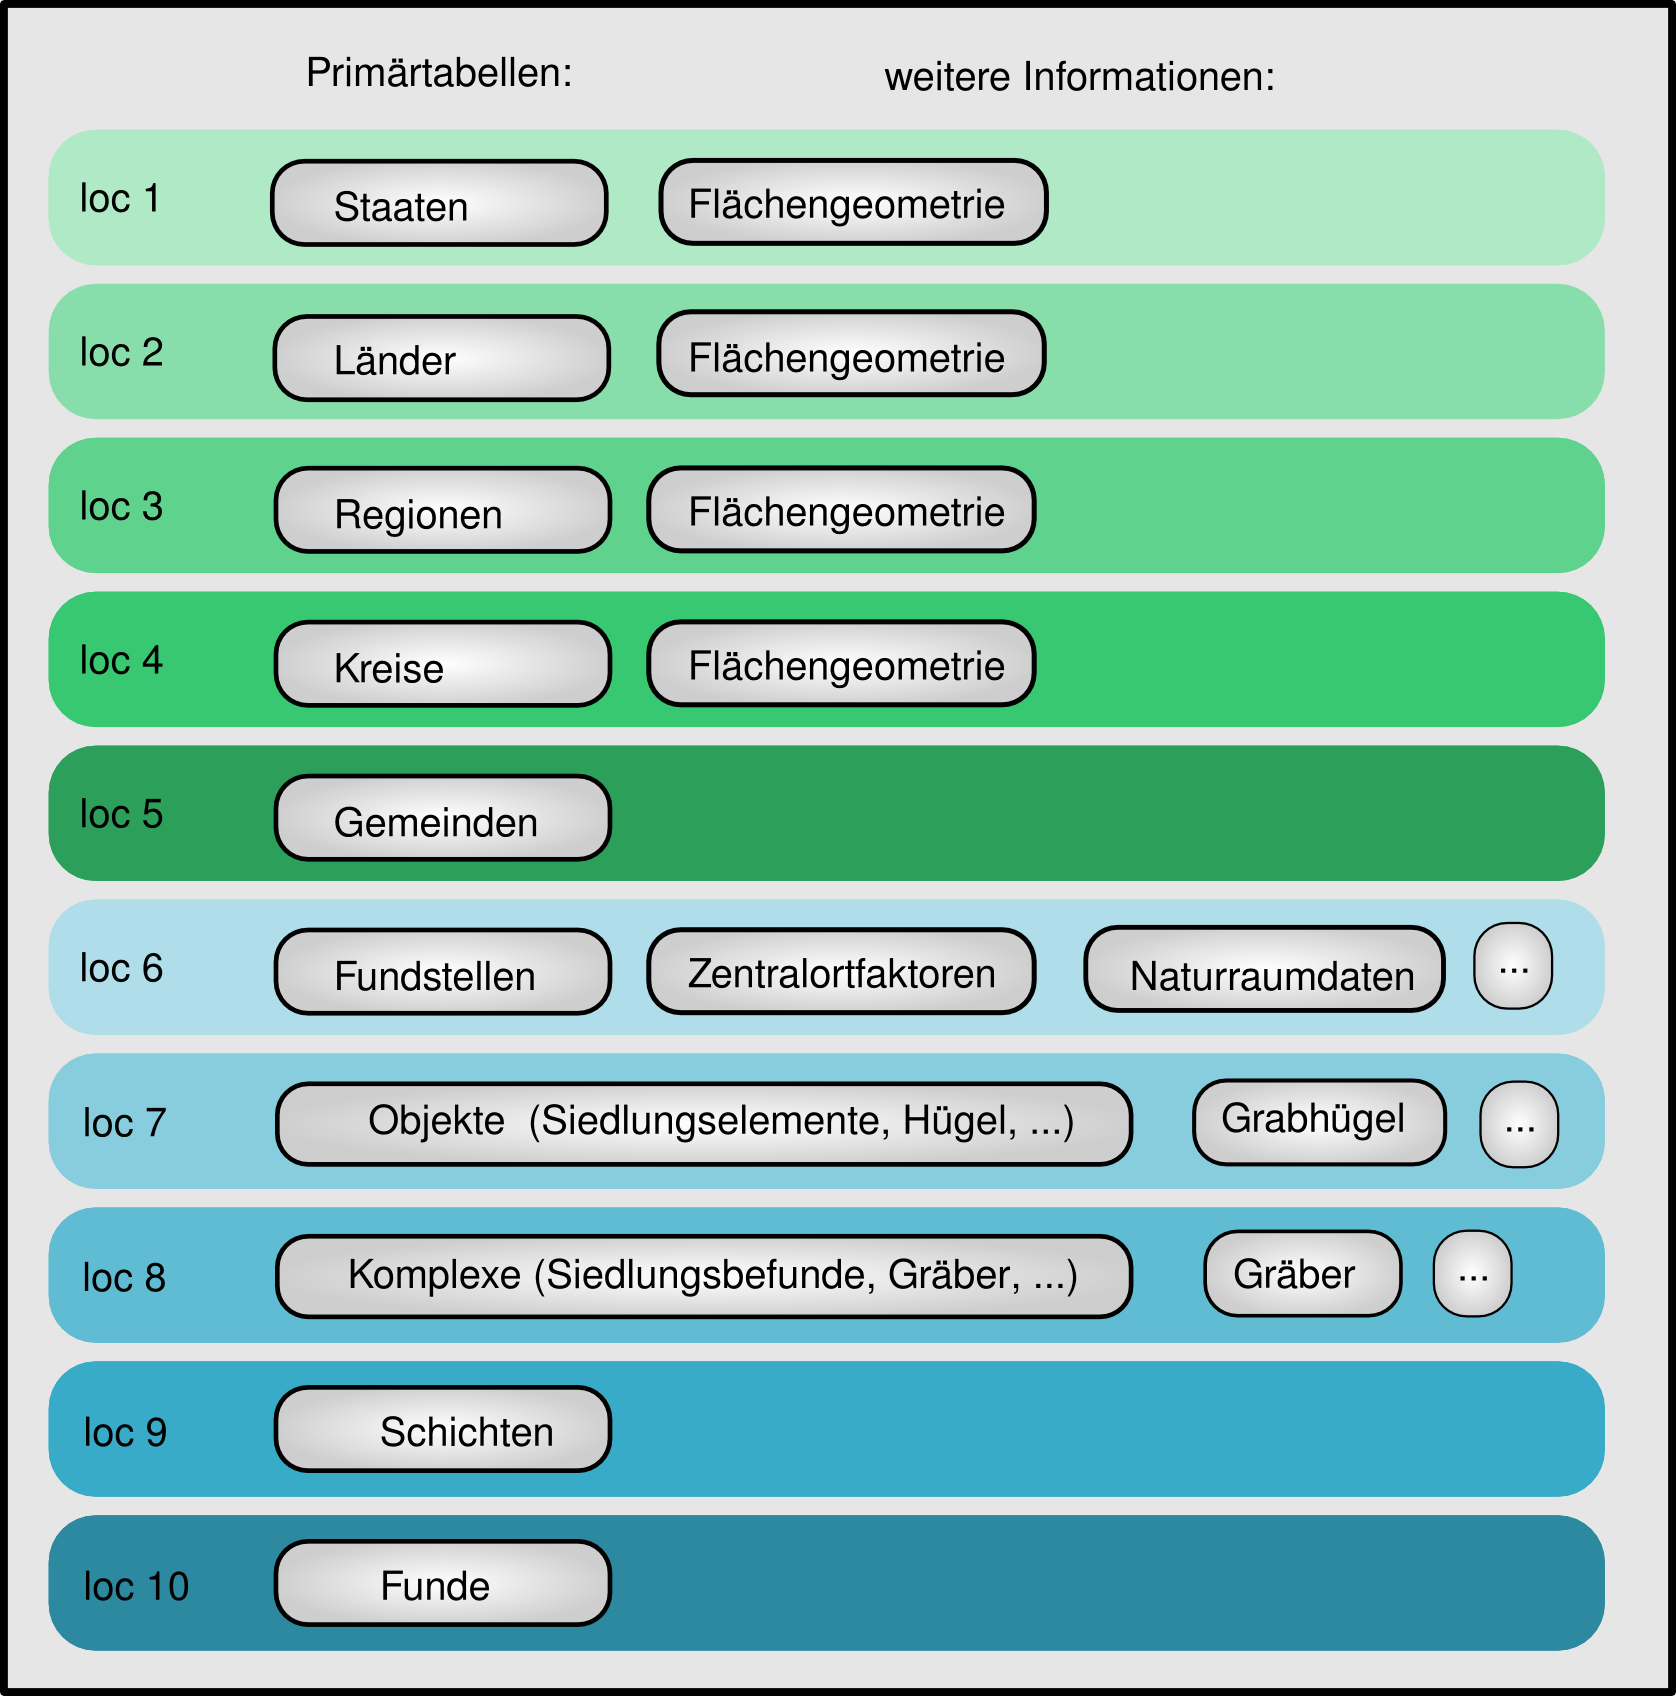 Primärtabellen:
weitere Informationen:
loc 1 Staaten Flächengeometrie
loc 2 Länder Flächengeometrie
loc 3 Regionen Flächengeometrie
loc 4 Kreise Flächengeometrie
loc 5 Gemeinden
loc 6 Fundstellen Zentralortfaktoren Naturraumdaten ...
loc 7 Objekte (Siedlungselemente, Hügel, ...) Grabhügel ...
loc 8 Komplexe (Siedlungsbefunde, Gräber, ...) Gräber ...
loc 9 Schichten
loc 10 Funde